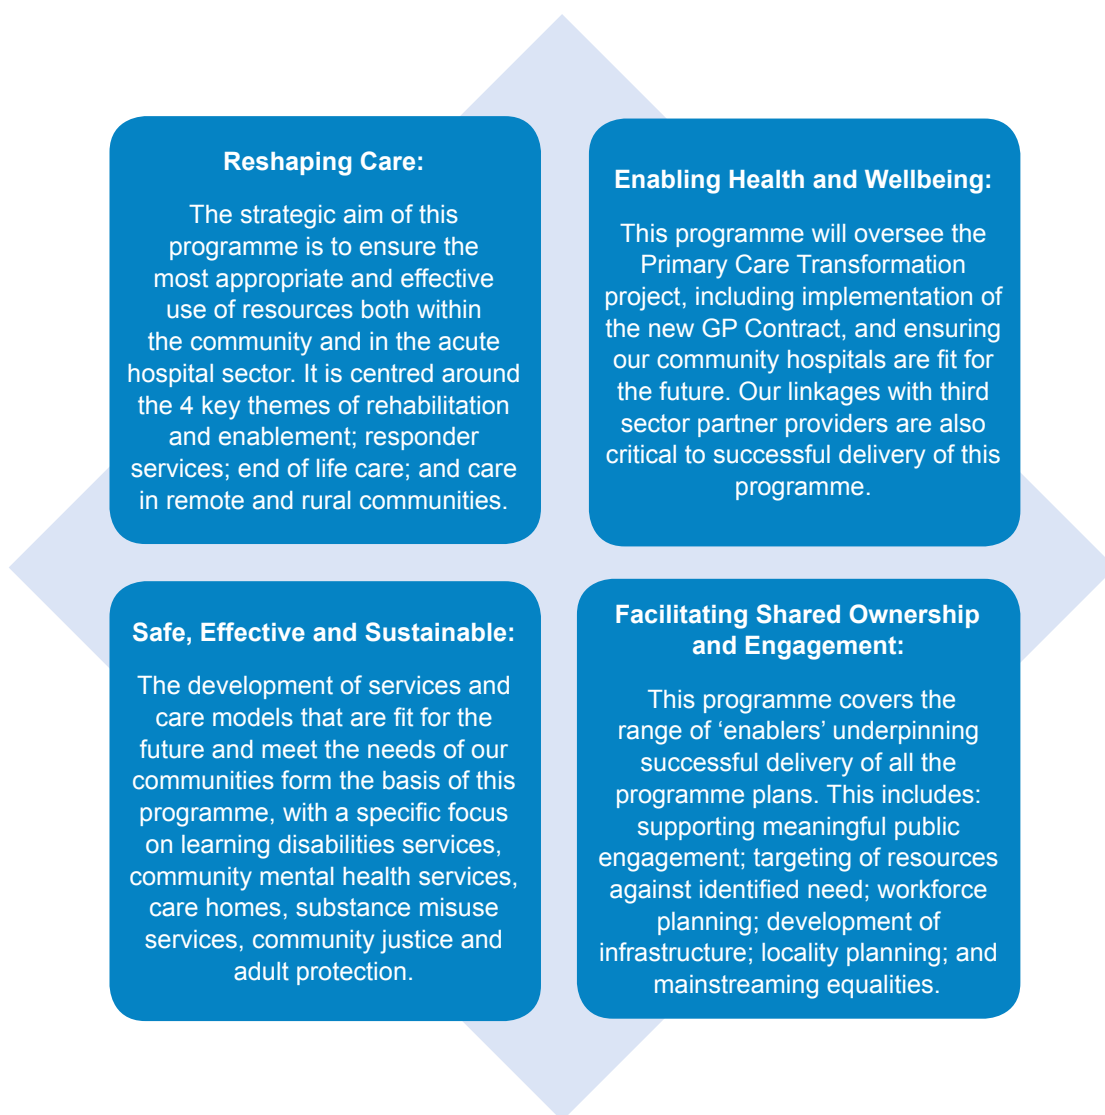 Reshaping Care:
The strategic aim of this
programme is to ensure the
most appropriate and effective
use of resources both within
the community and in the acute
hospital sector. It is centred around
the 4 key themes of rehabilitation
and enablement; responder
services; end of life care; and care
in remote and rural communities.
Enabling Health and Wellbeing:
This programme will oversee the
Primary Care Transformation
project, including implementation of
the new GP Contract, and ensuring
our community hospitals are fit for
the future. Our linkages with third
sector partner providers are also
critical to successful delivery of this
programme.
Safe, Effective and Sustainable:
The development of services and
care models that are fit for the
future and meet the needs of our
communities form the basis of this
programme, with a specific focus
on learning disabilities services,
community mental health services,
care homes, substance misuse
services, community justice and
adult protection.
Facilitating Shared Ownership
and Engagement:
This programme covers the
range of ‘enablers’ underpinning
successful delivery of all the
programme plans. This includes:
supporting meaningful public
engagement; targeting of resources
against identified need; workforce
planning; development of
infrastructure; locality planning; and
mainstreaming equalities.